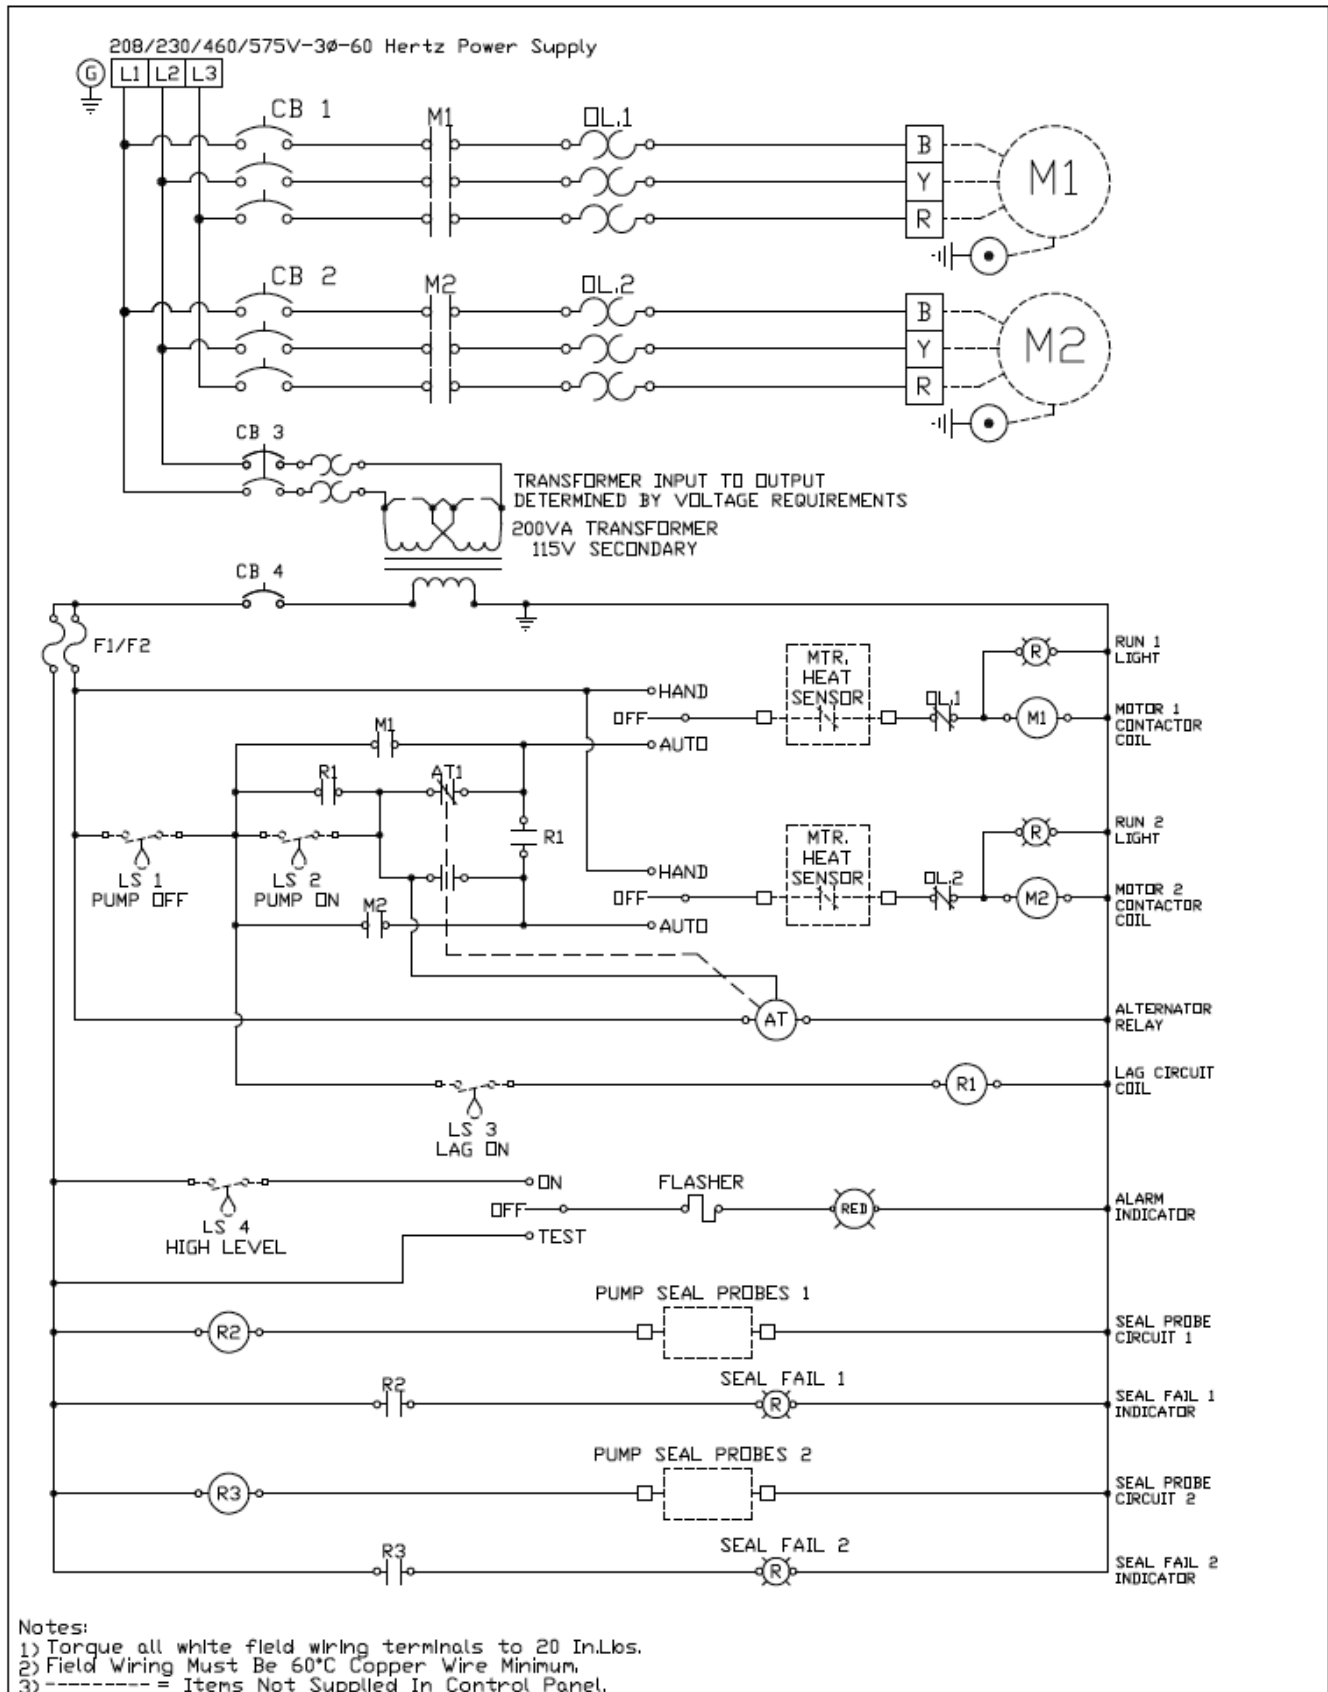 208/230/460/575V-3ø-60 Hertz Power Supply
G L1 L2 L3
CB 1
M1
OL.1
B
Y
R
M1
CB 2
M2
OL.2
B
Y
R
M2
CB 3
TRANSFORMER INPUT TO OUTPUT
DETERMINED BY VOLTAGE REQUIREMENTS
200VA TRANSFORMER
115V SECONDARY
CB 4
F1/F2
HAND
OFF
AUTO
MTR.
HEAT
SENSOR
OL.1
R
RUN 1
LIGHT
M1
MOTOR 1
CONTACTOR
COIL
M1
R1
AT1
R1
LS 1
PUMP OFF
LS 2
PUMP ON
M2
HAND
OFF
AUTO
MTR.
HEAT
SENSOR
OL.2
R
RUN 2
LIGHT
M2
MOTOR 2
CONTACTOR
COIL
AT
ALTERNATOR
RELAY
LS 3
LAG ON
R1
LAG CIRCUIT
COIL
LS 4
HIGH LEVEL
ON
OFF
TEST
FLASHER
RED
ALARM
INDICATOR
R2
PUMP SEAL PROBES 1
SEAL PROBE
CIRCUIT 1
R2
SEAL FAIL 1
R
SEAL FAIL 1
INDICATOR
R3
PUMP SEAL PROBES 2
SEAL PROBE
CIRCUIT 2
R3
SEAL FAIL 2
R
SEAL FAIL 2
INDICATOR
Notes:
1) Torque all white field wiring terminals to 20 In.Lbs.
2) Field Wiring Must Be 60°C Copper Wire Minimum.
3) --------- = Items Not Supplied In Control Panel.